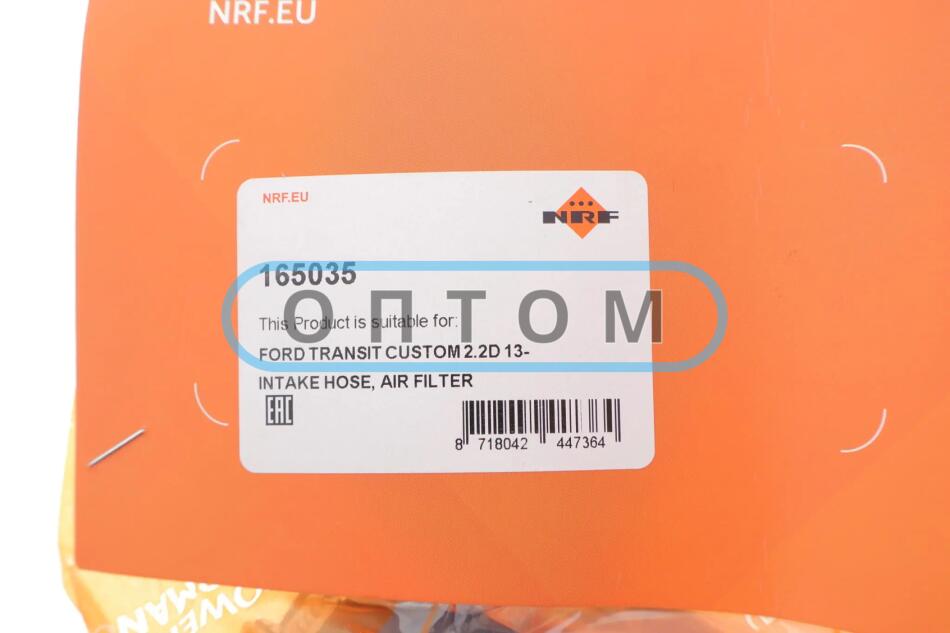 NRF.EU
NRF.EU
NRF
165035
ОПТОМ
This Product is suitable for:
FORD TRANSIT CUSTOM 2.2D 13-
INTAKE HOSE, AIR FILTER
EAC
8 718042 447364